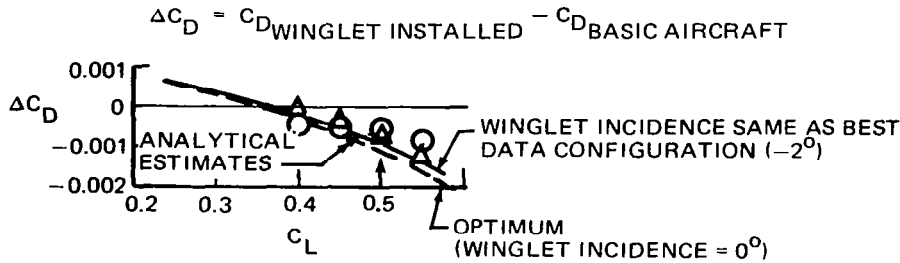 ΔC_D = C_D WINGLET INSTALLED – C_D BASIC AIRCRAFT
0.001
ΔC_D
0
ANALYTICAL
ESTIMATES
WINGLET INCIDENCE SAME AS BEST
DATA CONFIGURATION (–2°)
-0.001
-0.002
0.2
0.3
0.4
0.5
C_L
OPTIMUM
(WINGLET INCIDENCE = 0°)